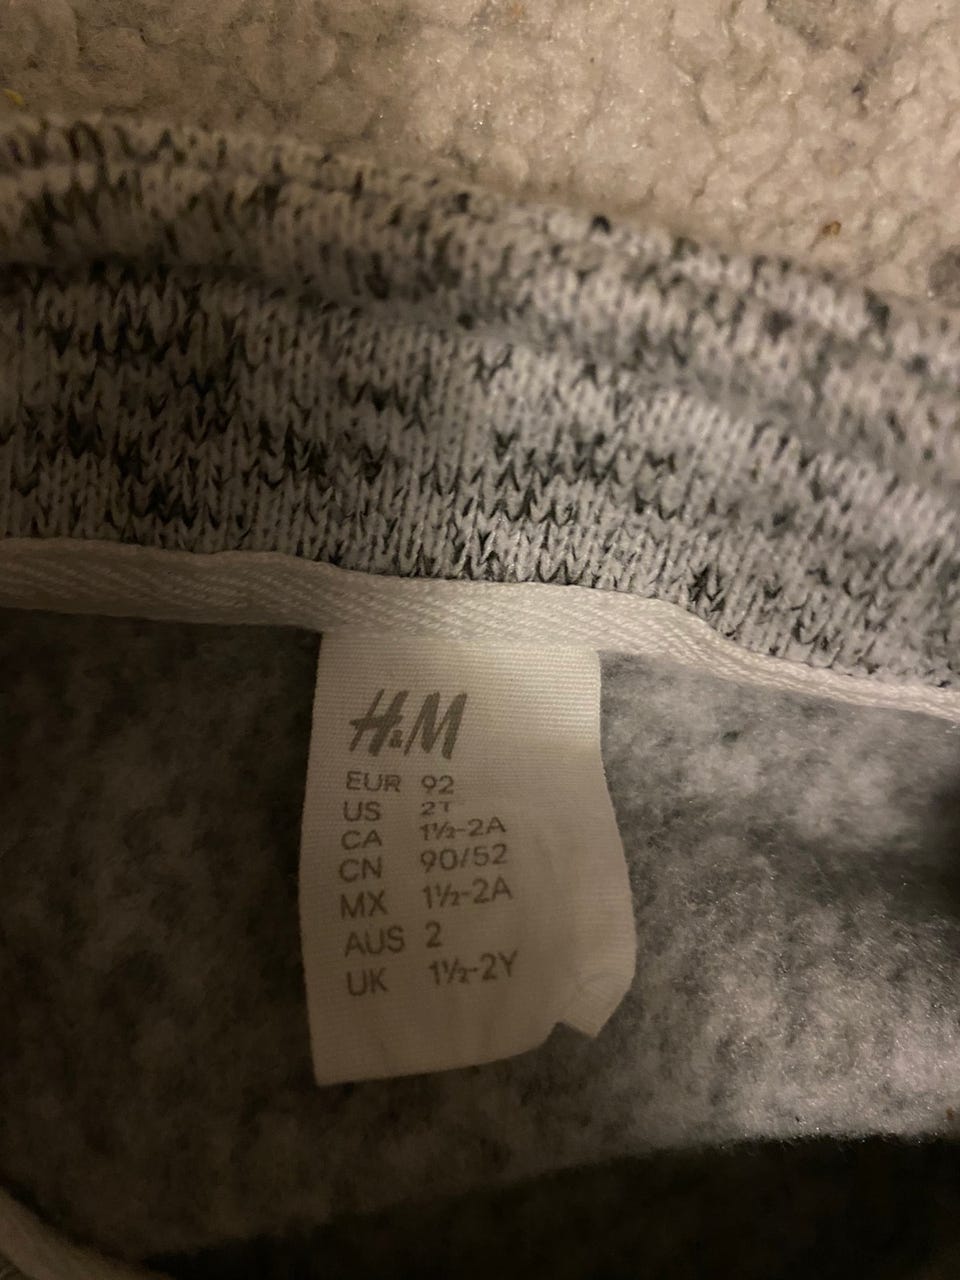 H&M
EUR 92
US 2T
CA 1½-2A
CN 90/52
MX 1½-2A
AUS 2
UK 1½-2Y